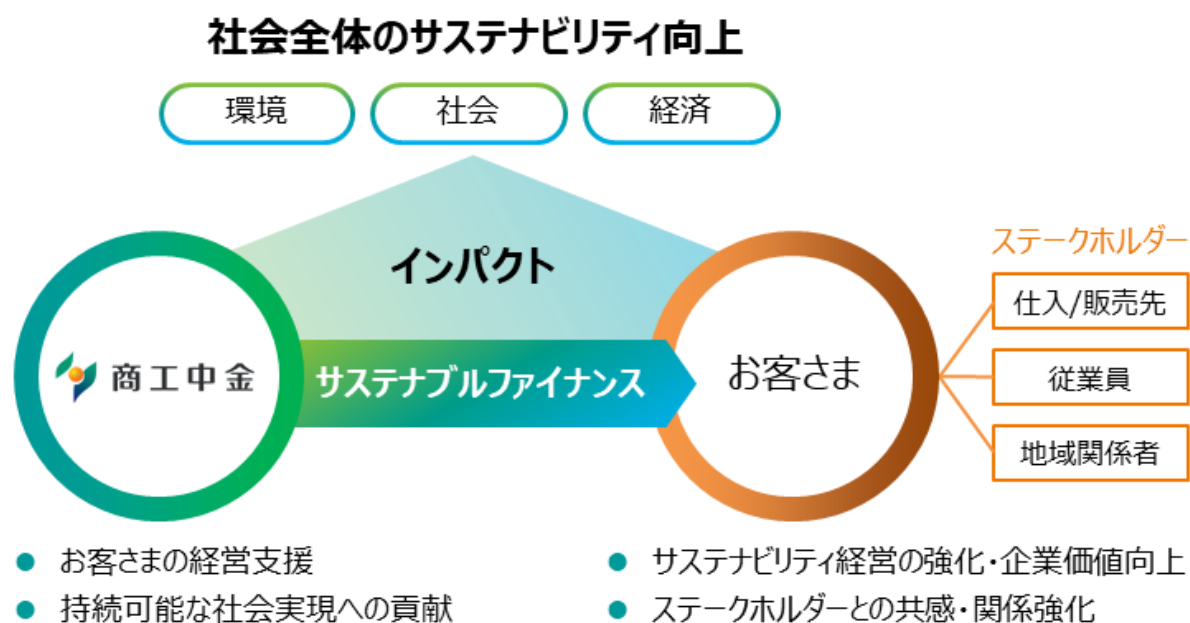 社会全体のサステナビリティ向上
環境
社会
経済
インパクト
商工中金
サステナブルファイナンス
お客さま
ステークホルダー
仕入/販売先
従業員
地域関係者
● お客さまの経営支援
● 持続可能な社会実現への貢献
● サステナビリティ経営の強化・企業価値向上
● ステークホルダーとの共感・関係強化